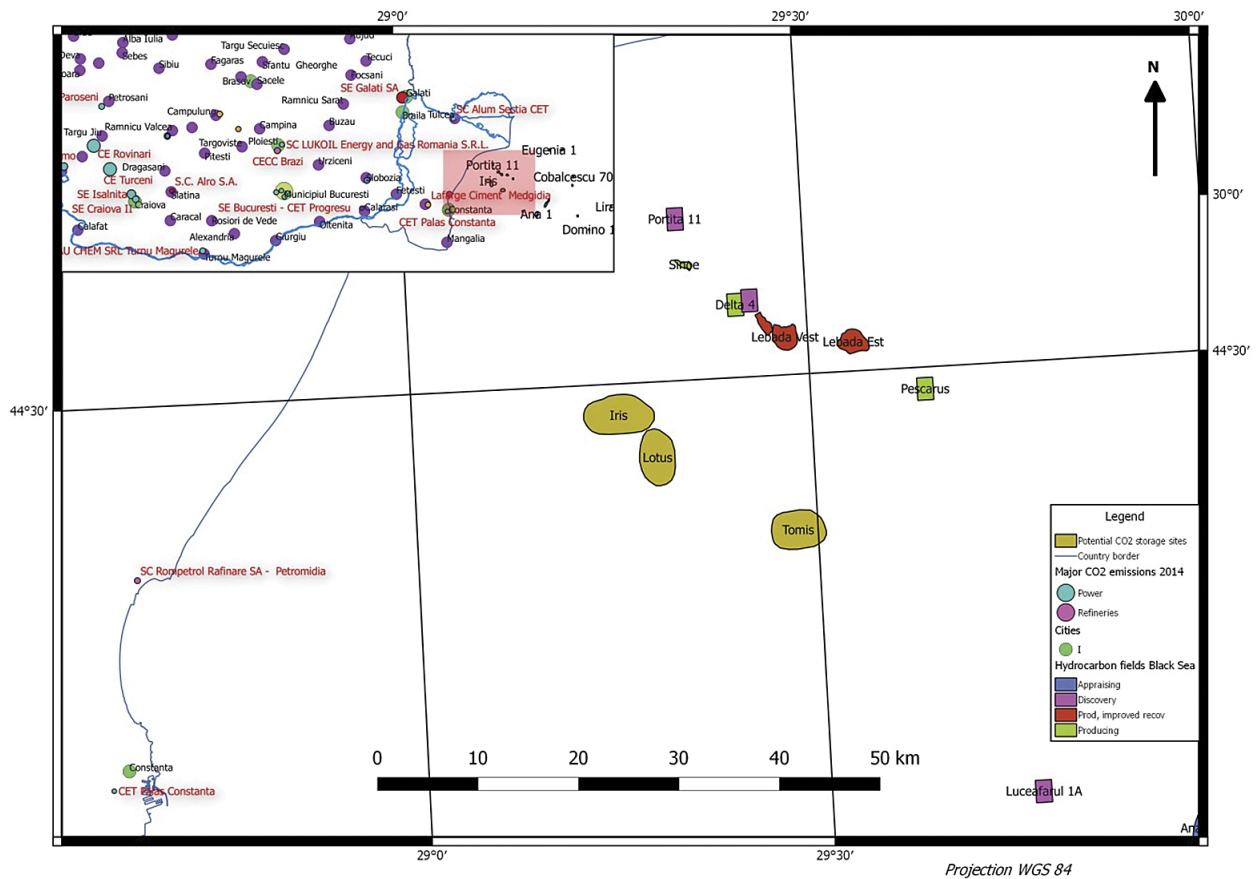 29°0’
29°30’
30°0’
Alba Iulia
Sebes
Deva
Sibiu
Targu Secuiesc
Fagaras
Sfantu Gheorghe
Brasov
Sacele
Tecuci
Focsani
SE Galati SA
Galati
Braila
Tulcea
SC Alum Sestia CET
Paroseni
Petrosani
Ramnicu Sarat
Campulung
Targu Jiu
Ramnicu Valcea
Campina
Buzau
Targoviste
Ploiesti
SC LUKOIL Energy and Gas Romania S.R.L.
CE Rovinari
Pitesti
CECC Brazi
Urziceni
Dragasani
CE Turceni
S.C. Alro S.A.
Slobozia
SE Isalnita
Slatina
Municipiul Bucuresti
Fetesti
Lafarge Ciment Medgidia
Craiova
SE Craiova II
SE Bucuresti - CET Progresu
Calarasi
Constanta
Caracal
Rosiori de Vede
Oltenita
CET Palas Constanta
Calafat
Alexandria
Giurgiu
Mangalia
U CHEM SRL Turnu Magurele
Turnu Magurele
Eugenia 1
Portita 11
Iris
Cobalcescu 70
Ana 1
Lira
Domino 1
N
30°0’
Portita 11
Sinoe
Delta 4
Lebada Vest
Lebada Est
44°30’
Pescarus
44°30’
Iris
Lotus
Tomis
SC Rompetrol Rafinare SA - Petromidia
Legend
Potential CO2 storage sites
Country border
Major CO2 emissions 2014
Power
Refineries
Cities
I
Hydrocarbon fields Black Sea
Appraising
Discovery
Prod, improved recov
Producing
0 10 20 30 40 50 km
Constanta
CET Palas Constanta
Luceafarul 1A
Ana
29°0’
29°30’
Projection WGS 84